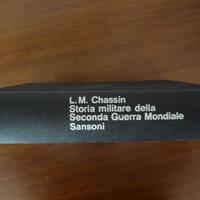 L. M. Chassin
Storia militare della
Seconda Guerra Mondiale
Sansoni